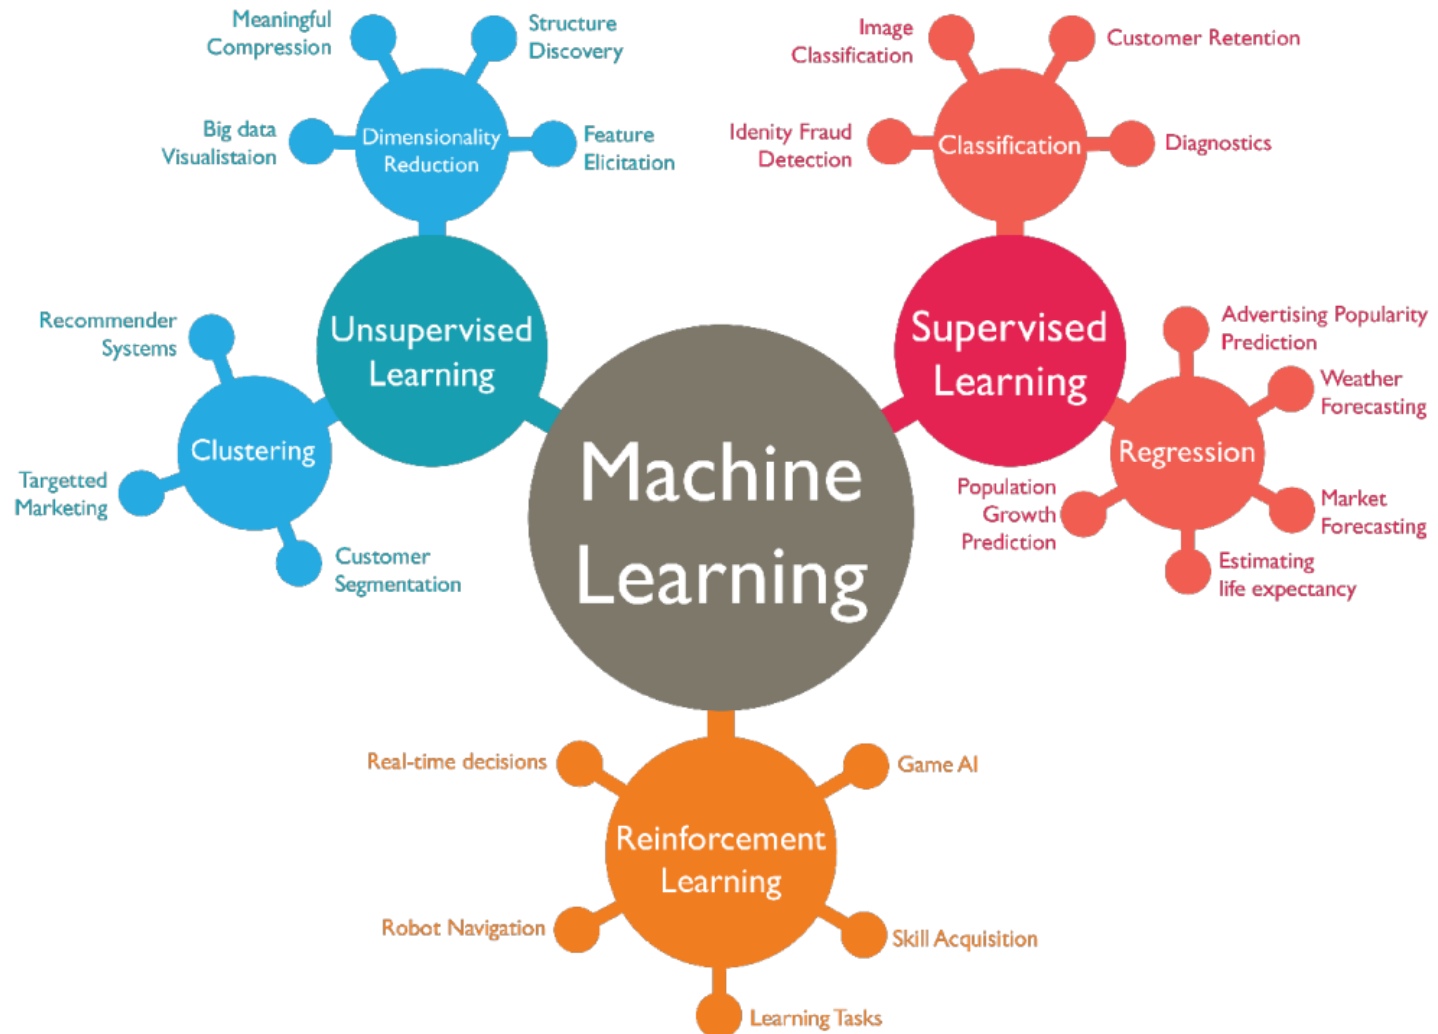 Meaningful
Compression
Structure
Discovery
Big data
Visualistaion
Dimensionality
Reduction
Feature
Elicitation
Image
Classification
Customer Retention
Idenity Fraud
Detection
Classification
Diagnostics
Recommender
Systems
Unsupervised
Learning
Clustering
Targetted
Marketing
Customer
Segmentation
Machine
Learning
Supervised
Learning
Advertising Popularity
Prediction
Weather
Forecasting
Regression
Population
Growth
Prediction
Market
Forecasting
Estimating
life expectancy
Real-time decisions
Game AI
Reinforcement
Learning
Robot Navigation
Skill Acquisition
Learning Tasks